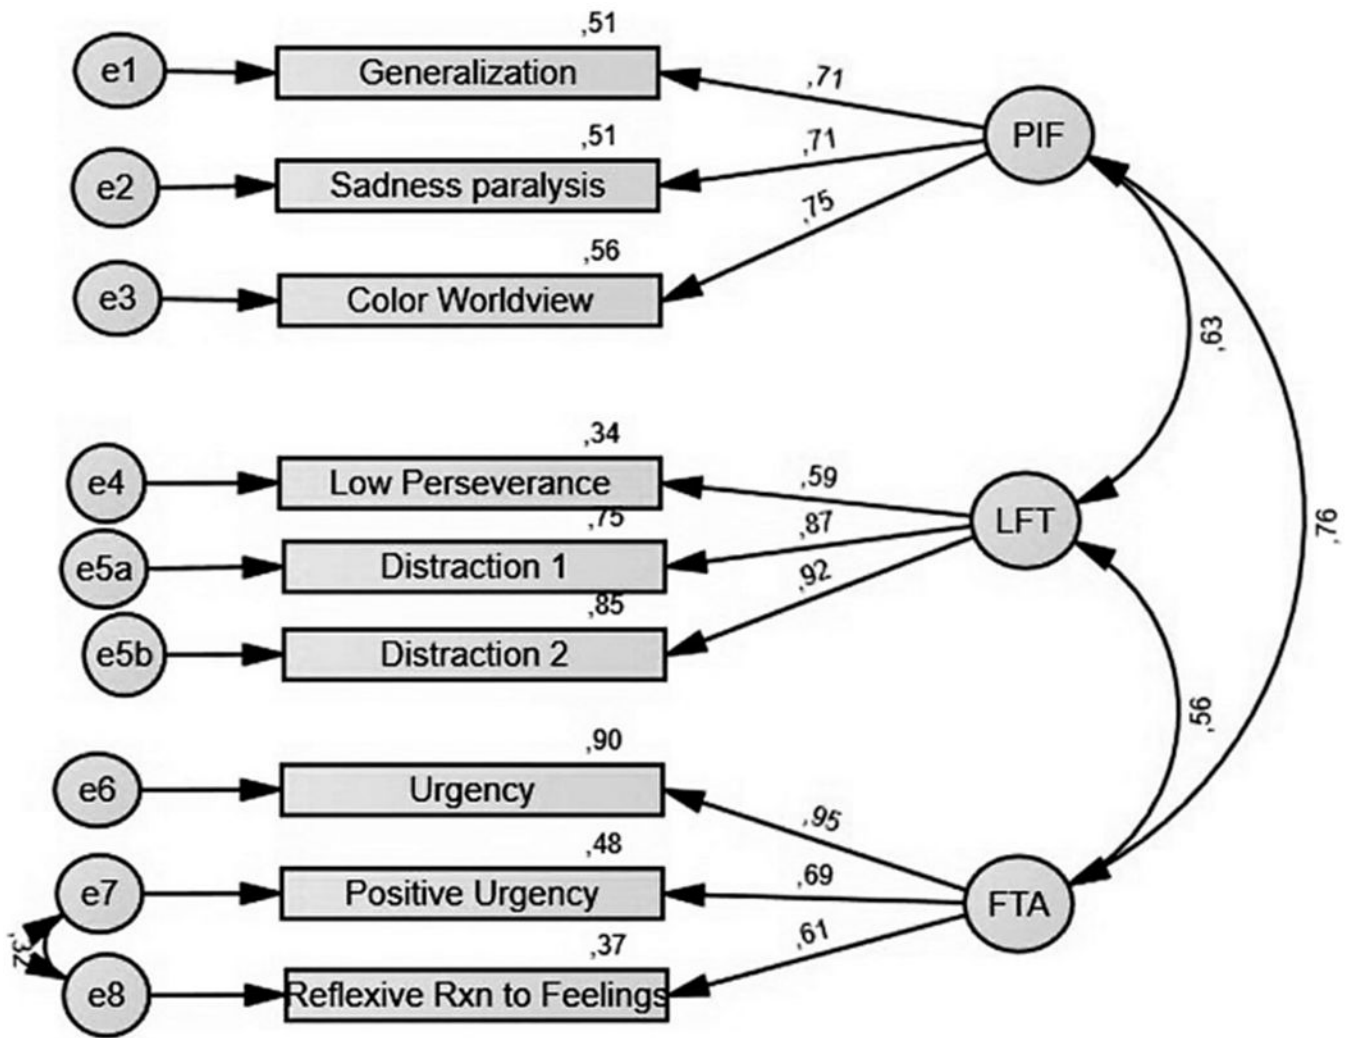 ,51
e1
Generalization
,71
PIF
,51
e2
Sadness paralysis
,71
,56
e3
Color Worldview
,75
,63
,76
,34
e4
Low Perseverance
,59
LFT
,75
e5a
Distraction 1
,87
,85
e5b
Distraction 2
,92
,56
,90
e6
Urgency
,95
,48
e7
Positive Urgency
,69
FTA
,32
,37
e8
Reflexive Rxn to Feelings
,61